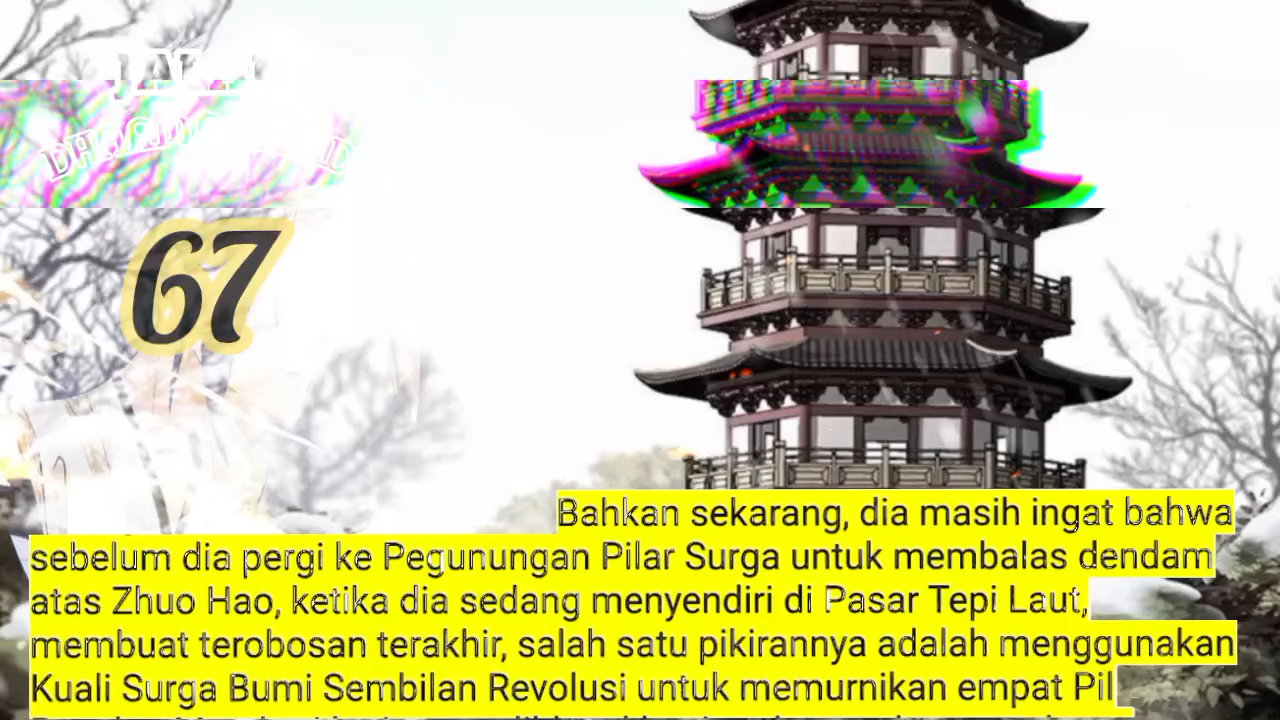 67
Bahkan sekarang, dia masih ingat bahwa
sebelum dia pergi ke Pegunungan Pilar Surga untuk membalas dendam
atas Zhuo Hao, ketika dia sedang menyendiri di Pasar Tepi Laut,
membuat terobosan terakhir, salah satu pikirannya adalah menggunakan
Kuali Surga Bumi Sembilan Revolusi untuk memurnikan empat Pil